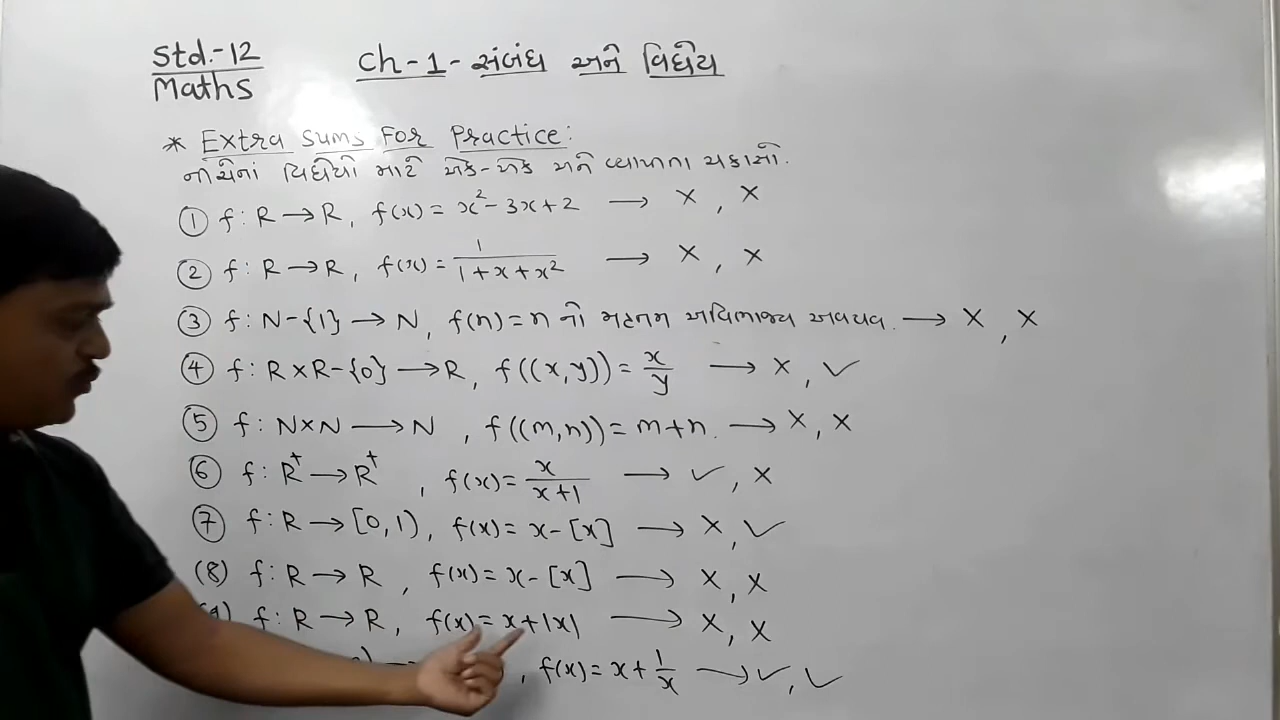 Std.-12 Ch-1-સંબંધ અને વિધેય
Maths
* Extra Sums For Practice:
નીચેનાં વિધેયો માટે એક-એક અને વ્યાપ્તતા ચકાસો.
① f: R → R, f(x) = x² - 3x + 2 → X, X
② f: R → R, f(x) = 1/(1+x+x²) → X, X
③ f: N-{1} → N, f(n) = n નો મહત્તમ અવિભાજ્ય અવયવ. → X, X
④ f: R×R-{0} → R, f((x,y)) = x/y → X, ✓
⑤ f: N×N → N, f((m,n)) = m+n. → X, X
⑥ f: R⁺ → R⁺, f(x) = x/(x+1) → ✓, X
⑦ f: R → [0,1), f(x) = x-[x] → X, ✓
(8) f: R → R, f(x) = x-[x] → X, X
f: R → R, f(x) = x+|x| → X, X
, f(x) = x + 1/x → ✓, ✓